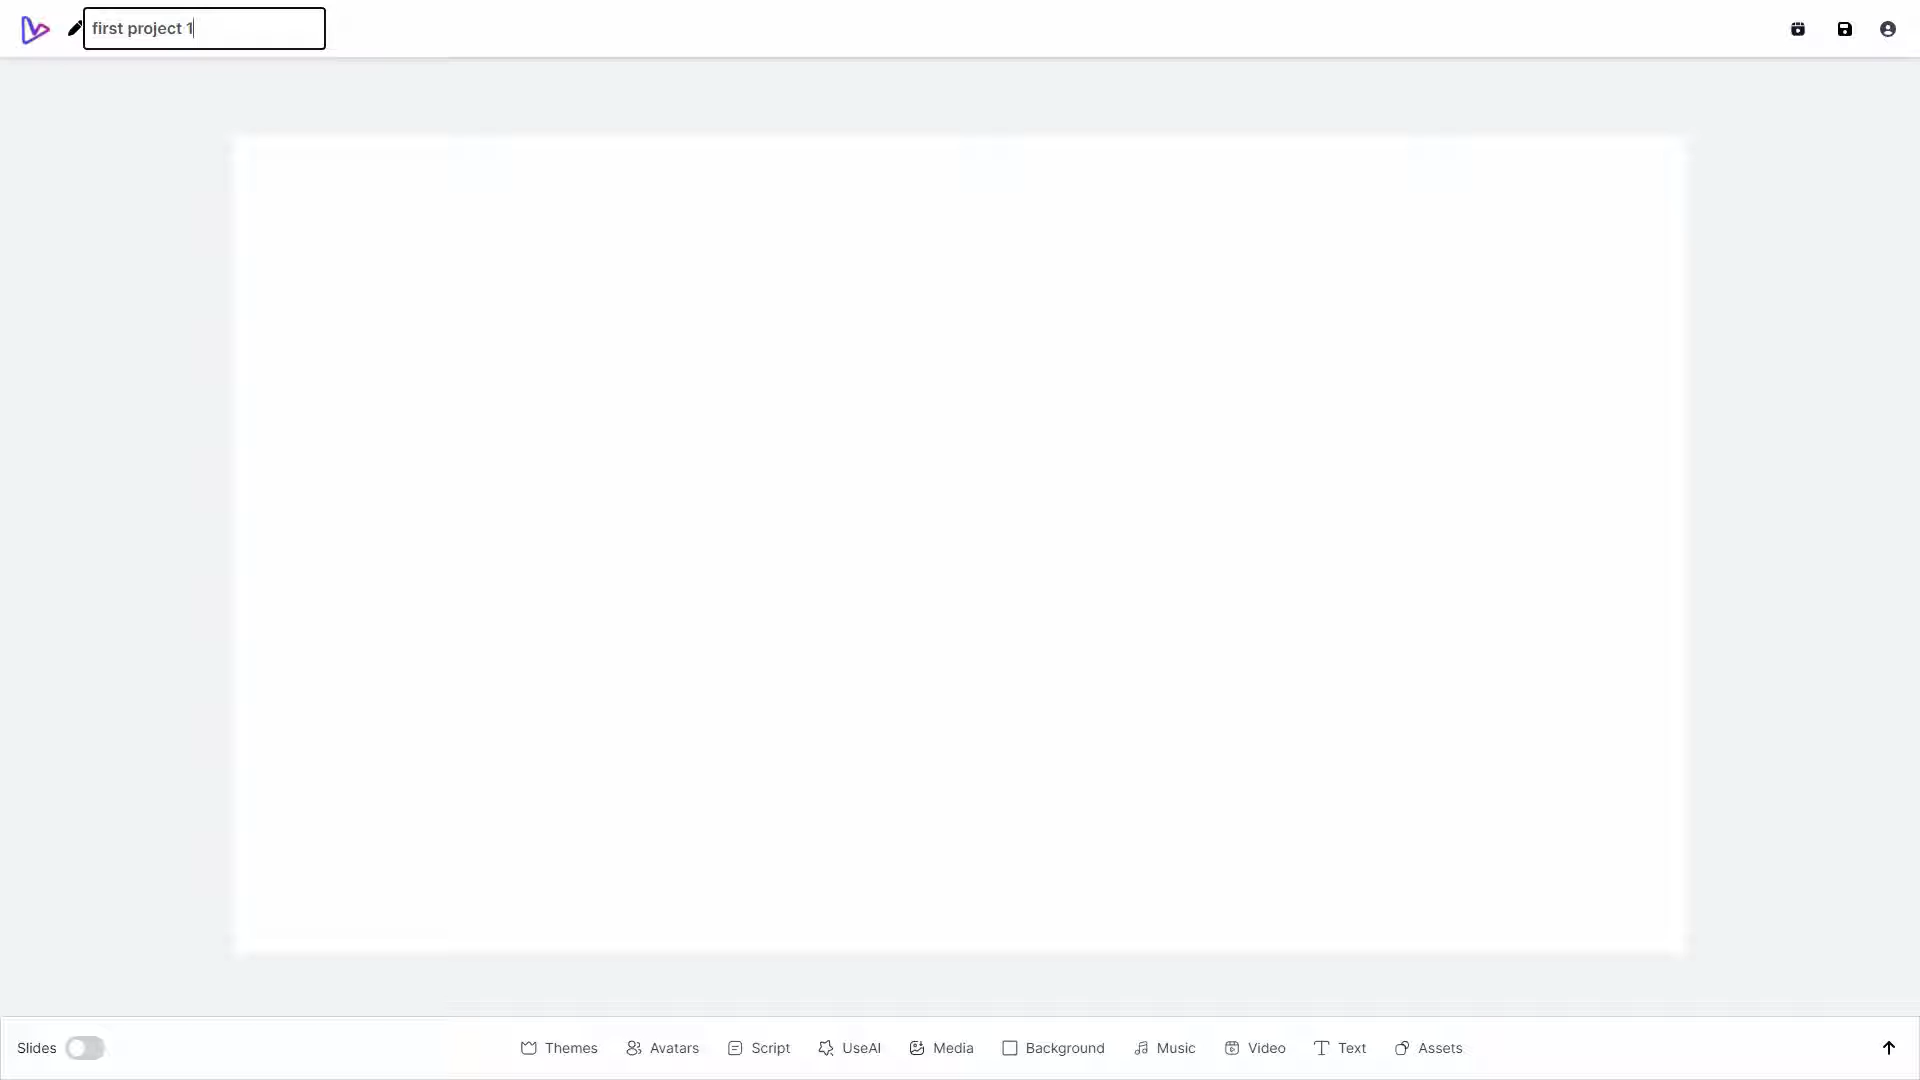 first project 1
Slides
Themes
Avatars
Script
UseAI
Media
Background
Music
Video
Text
Assets